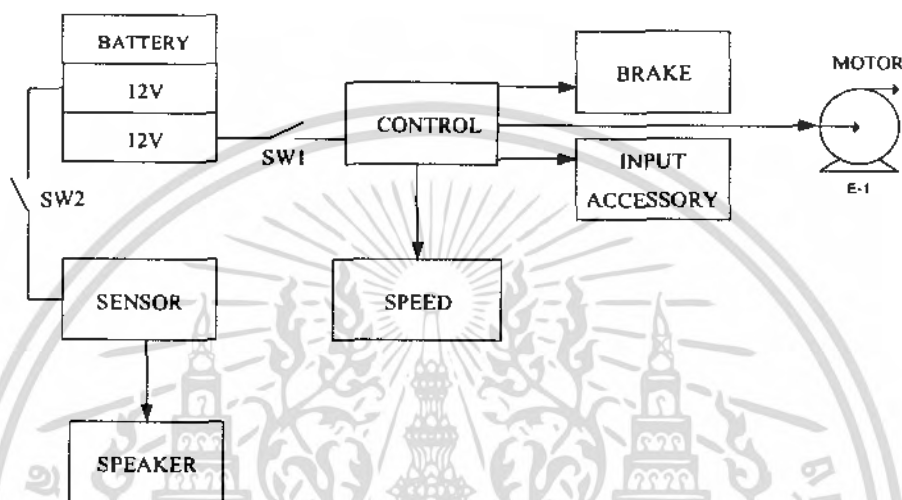 BATTERY
12V
12V
SW1
SW2
CONTROL
BRAKE
MOTOR
INPUT
ACCESSORY
E-1
SENSOR
SPEED
SPEAKER